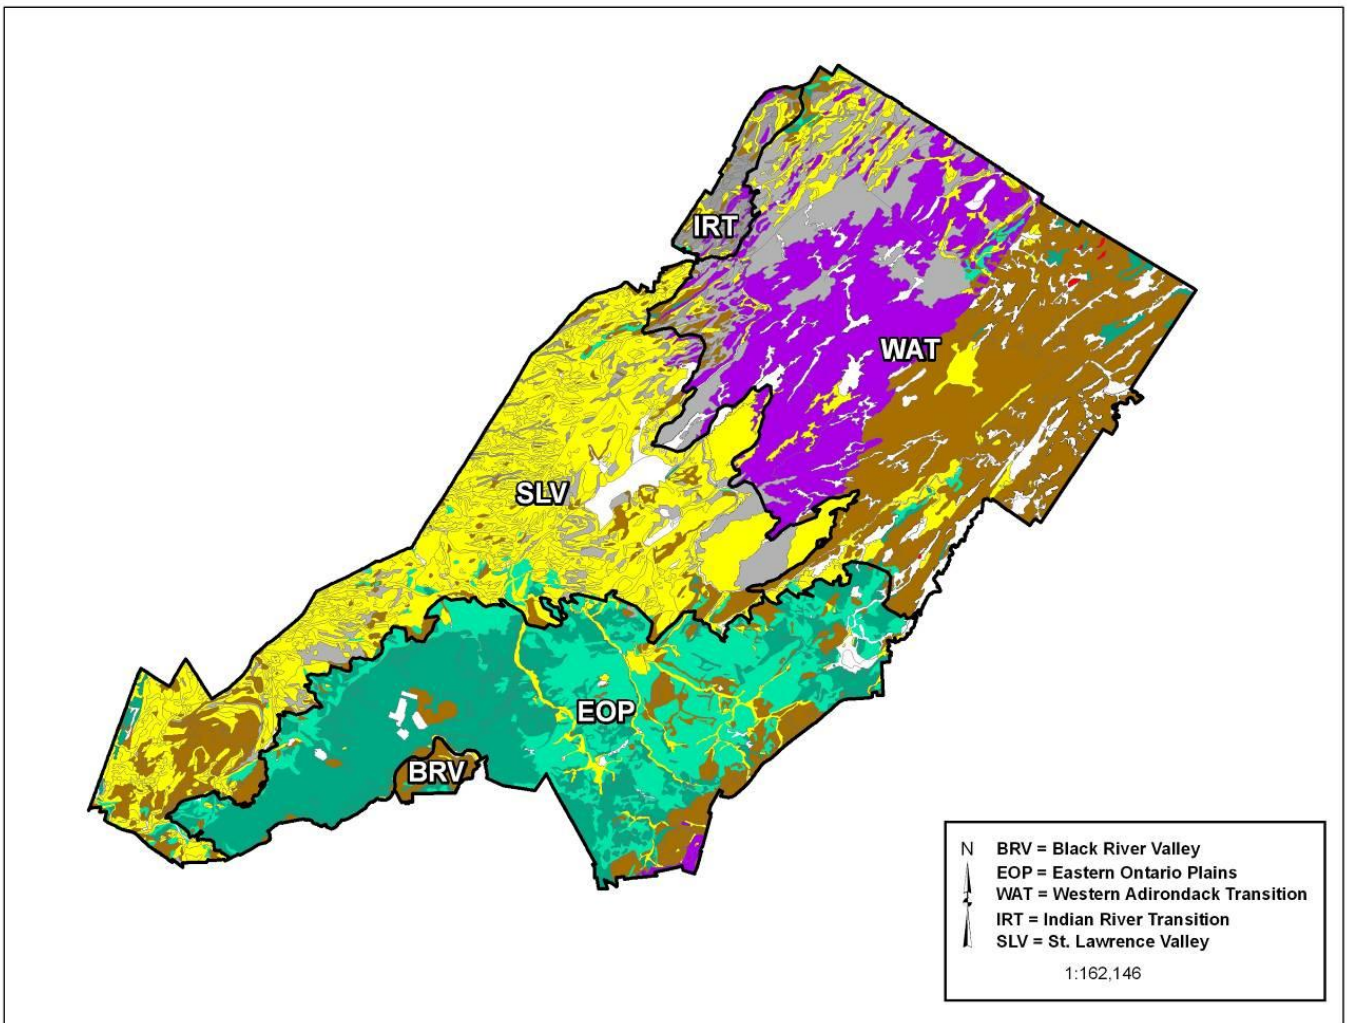 IRT
WAT
SLV
EOP
BRV
N
BRV = Black River Valley
EOP = Eastern Ontario Plains
WAT = Western Adirondack Transition
IRT = Indian River Transition
SLV = St. Lawrence Valley
1:162,146